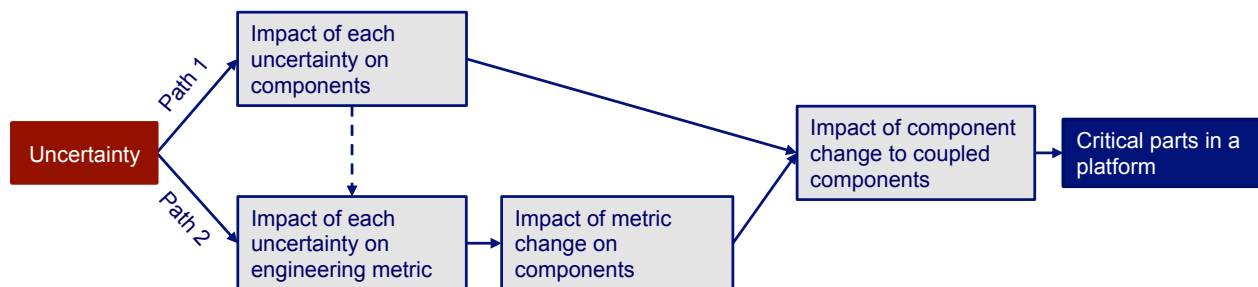 Impact of each
uncertainty on
components
Path 1
Uncertainty
Impact of component
change to coupled
components
Critical parts in a
platform
Path 2
Impact of each
uncertainty on
engineering metric
Impact of metric
change on
components